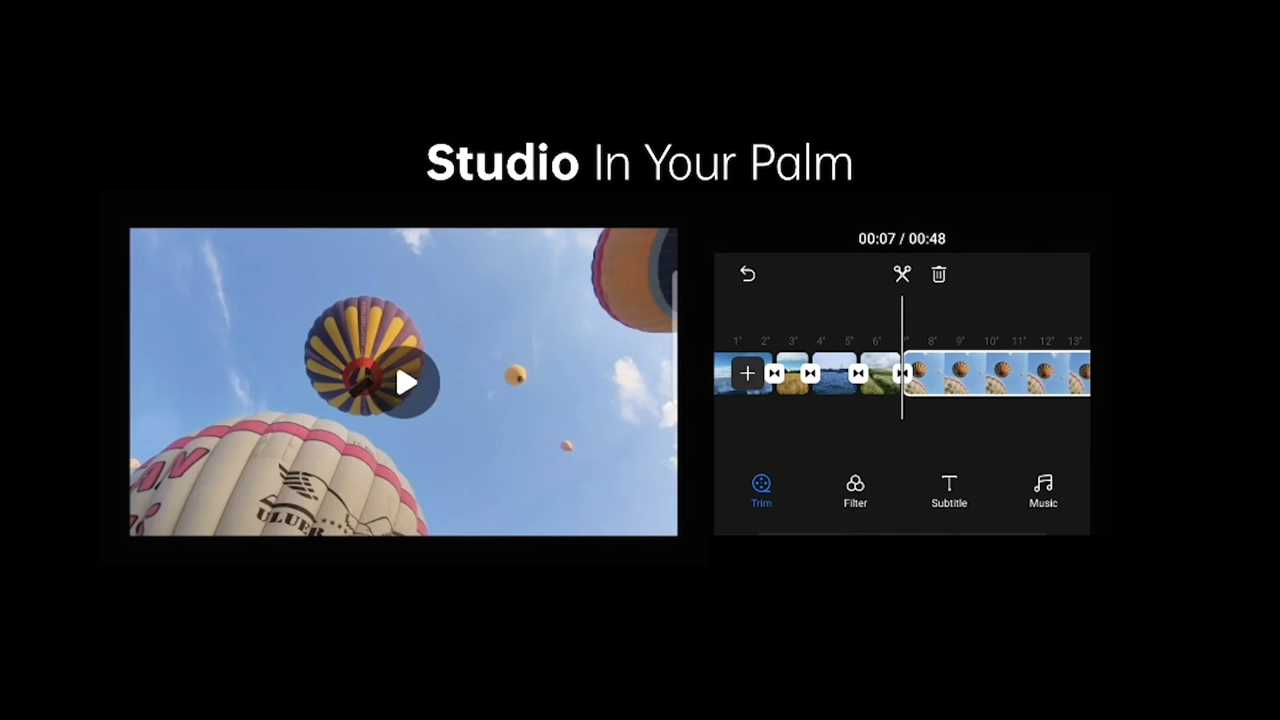 Studio In Your Palm
00:07 / 00:48
1" 2" 3" 4" 5" 6" 8" 9" 10" 11" 12" 13"
ULUER
Trim Filter Subtitle Music